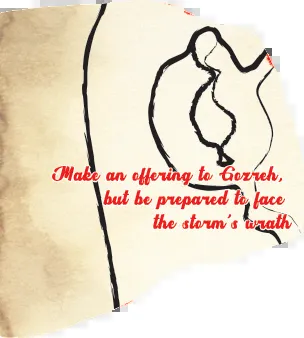 Make an offering to Gozreh,
but be prepared to face
the storm's wrath